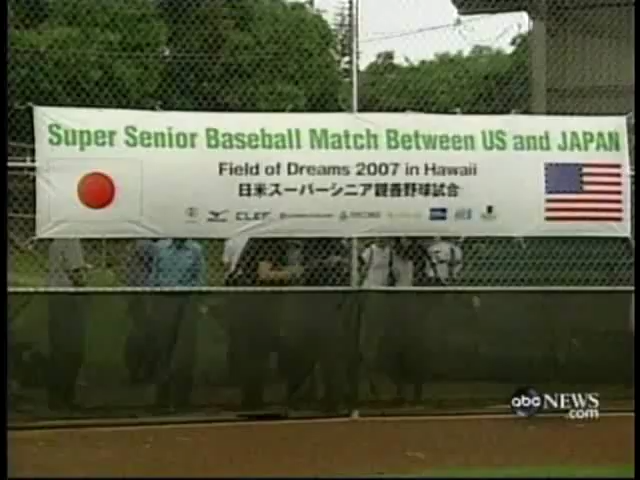 Super Senior Baseball Match Between US and JAPAN
Field of Dreams 2007 in Hawaii
日米スーパーシニア親善野球試合
abc NEWS
.com